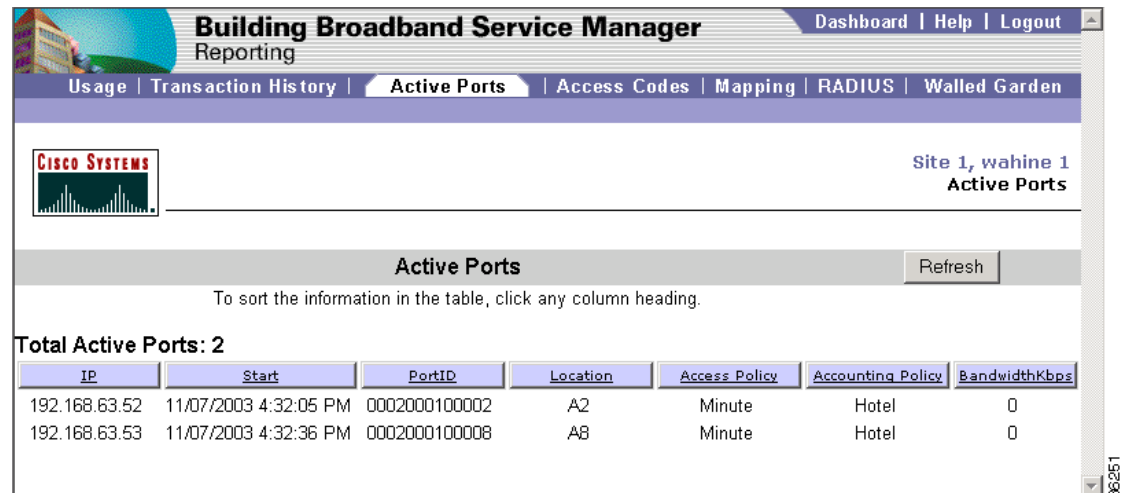 Building Broadband Service Manager
Dashboard | Help | Logout
Reporting
Usage | Transaction History | Active Ports | Access Codes | Mapping | RADIUS | Walled Garden
CISCO SYSTEMS
Site 1, wahine 1
Active Ports
Active Ports
Refresh
To sort the information in the table, click any column heading.
Total Active Ports: 2
IP Start PortID Location Access Policy Accounting Policy BandwidthKbps
192.168.63.52 11/07/2003 4:32:05 PM 0002000100002 A2 Minute Hotel 0
192.168.63.53 11/07/2003 4:32:36 PM 0002000100008 A8 Minute Hotel 0